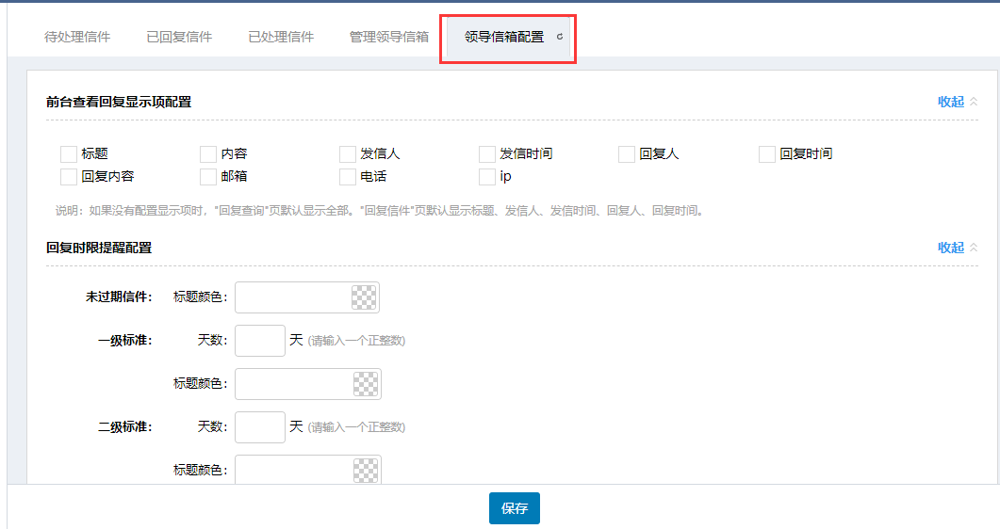 待处理信件 已回复信件 已处理信件 管理领导信箱 领导信箱配置
前台查看回复显示项配置 收起
标题 内容 发信人 发信时间 回复人 回复时间
回复内容 邮箱 电话 ip
说明：如果没有配置显示项时，"回复查询"页默认显示全部。"回复信件"页默认显示标题、发信人、发信时间、回复人、回复时间。
回复时限提醒配置 收起
未过期信件： 标题颜色：
一级标准： 天数： 天 (请输入一个正整数)
标题颜色：
二级标准： 天数： 天 (请输入一个正整数)
标题颜色：
保存